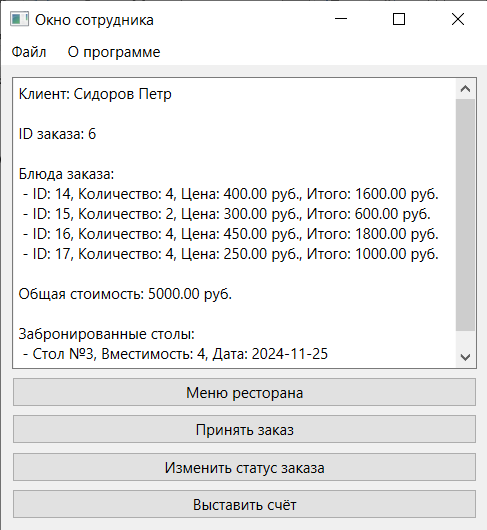 Окно сотрудника
Файл О программе
Клиент: Сидоров Петр
ID заказа: 6
Блюда заказа:
- ID: 14, Количество: 4, Цена: 400.00 руб., Итого: 1600.00 руб.
- ID: 15, Количество: 2, Цена: 300.00 руб., Итого: 600.00 руб.
- ID: 16, Количество: 4, Цена: 450.00 руб., Итого: 1800.00 руб.
- ID: 17, Количество: 4, Цена: 250.00 руб., Итого: 1000.00 руб.
Общая стоимость: 5000.00 руб.
Забронированные столы:
- Стол №3, Вместимость: 4, Дата: 2024-11-25
Меню ресторана
Принять заказ
Изменить статус заказа
Выставить счёт